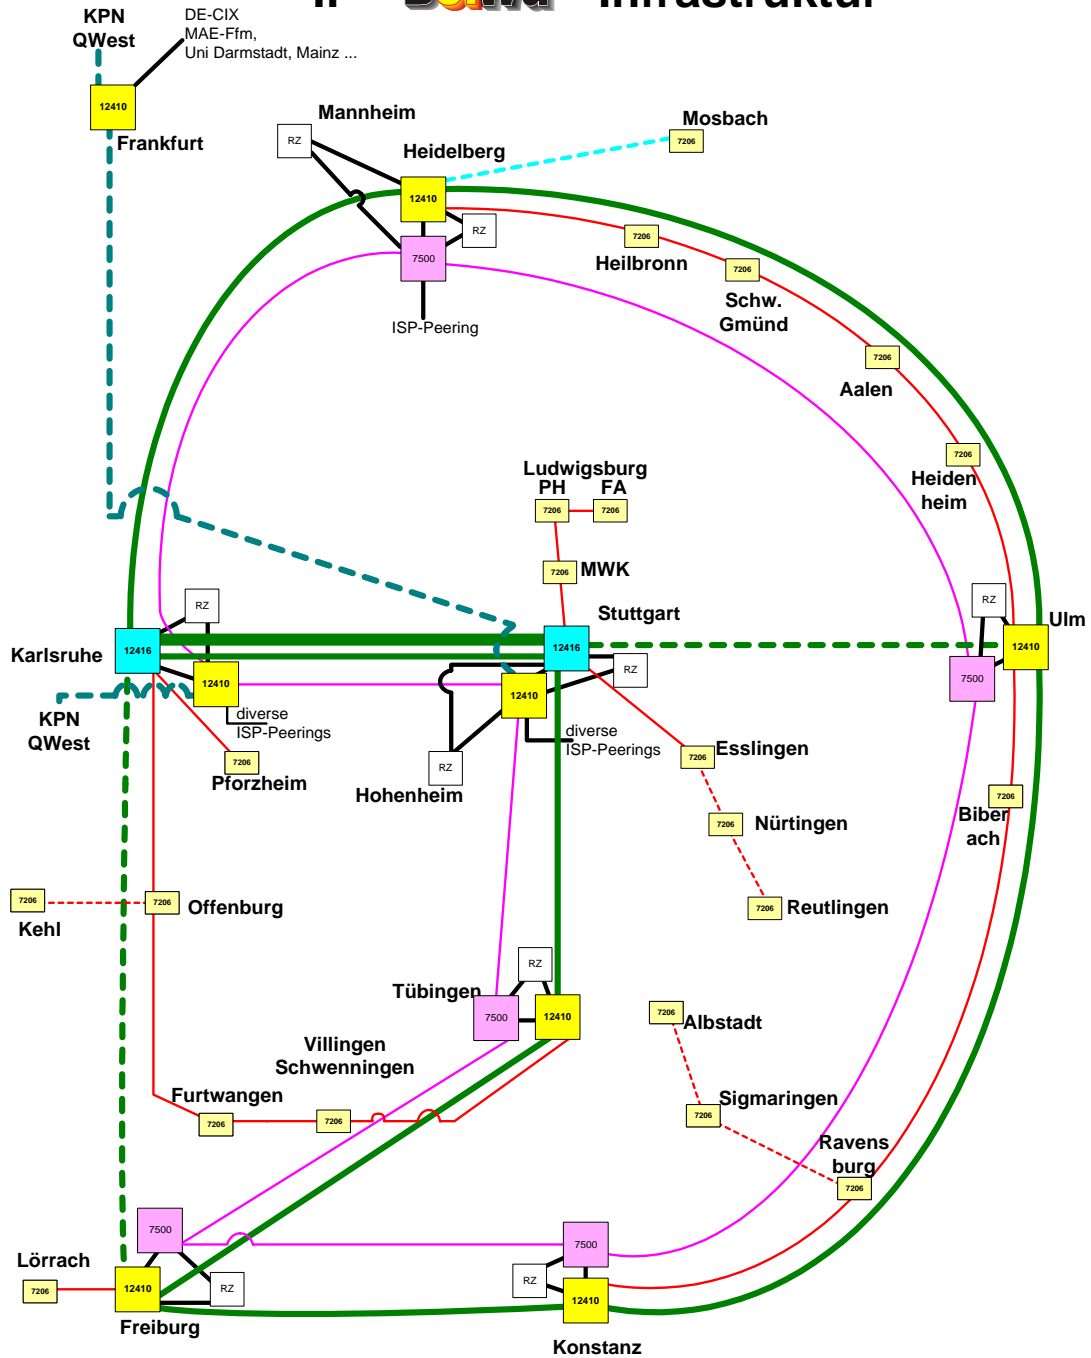 IP - BelWü - Infrastruktur
KPN
QWest
DE-CIX
MAE-Ffm,
Uni Darmstadt, Mainz ...
12410
Frankfurt
Mannheim
RZ
Heidelberg
12410
RZ
7500
ISP-Peering
Mosbach
7206
7206
Heilbronn
7206
Schw.
Gmünd
7206
Aalen
7206
Heiden
heim
Ludwigsburg
PH FA
7206 7206
7206 MWK
Stuttgart
12416
RZ
12410
diverse
ISP-Peerings
RZ
Hohenheim
RZ
Karlsruhe
12416
12410
diverse
ISP-Peerings
KPN
QWest
7206
Pforzheim
RZ
Ulm
12410
7500
7206 Esslingen
7206 Nürtingen
7206 Reutlingen
7206
Biber
ach
7206
Kehl
7206 Offenburg
RZ
Tübingen
7500 12410
Villingen
Schwenningen
Furtwangen
7206 7206
7206 Albstadt
Sigmaringen
7206
Ravens
burg
7206
7500
Lörrach
7206
12410
RZ
Freiburg
7500
RZ
12410
Konstanz